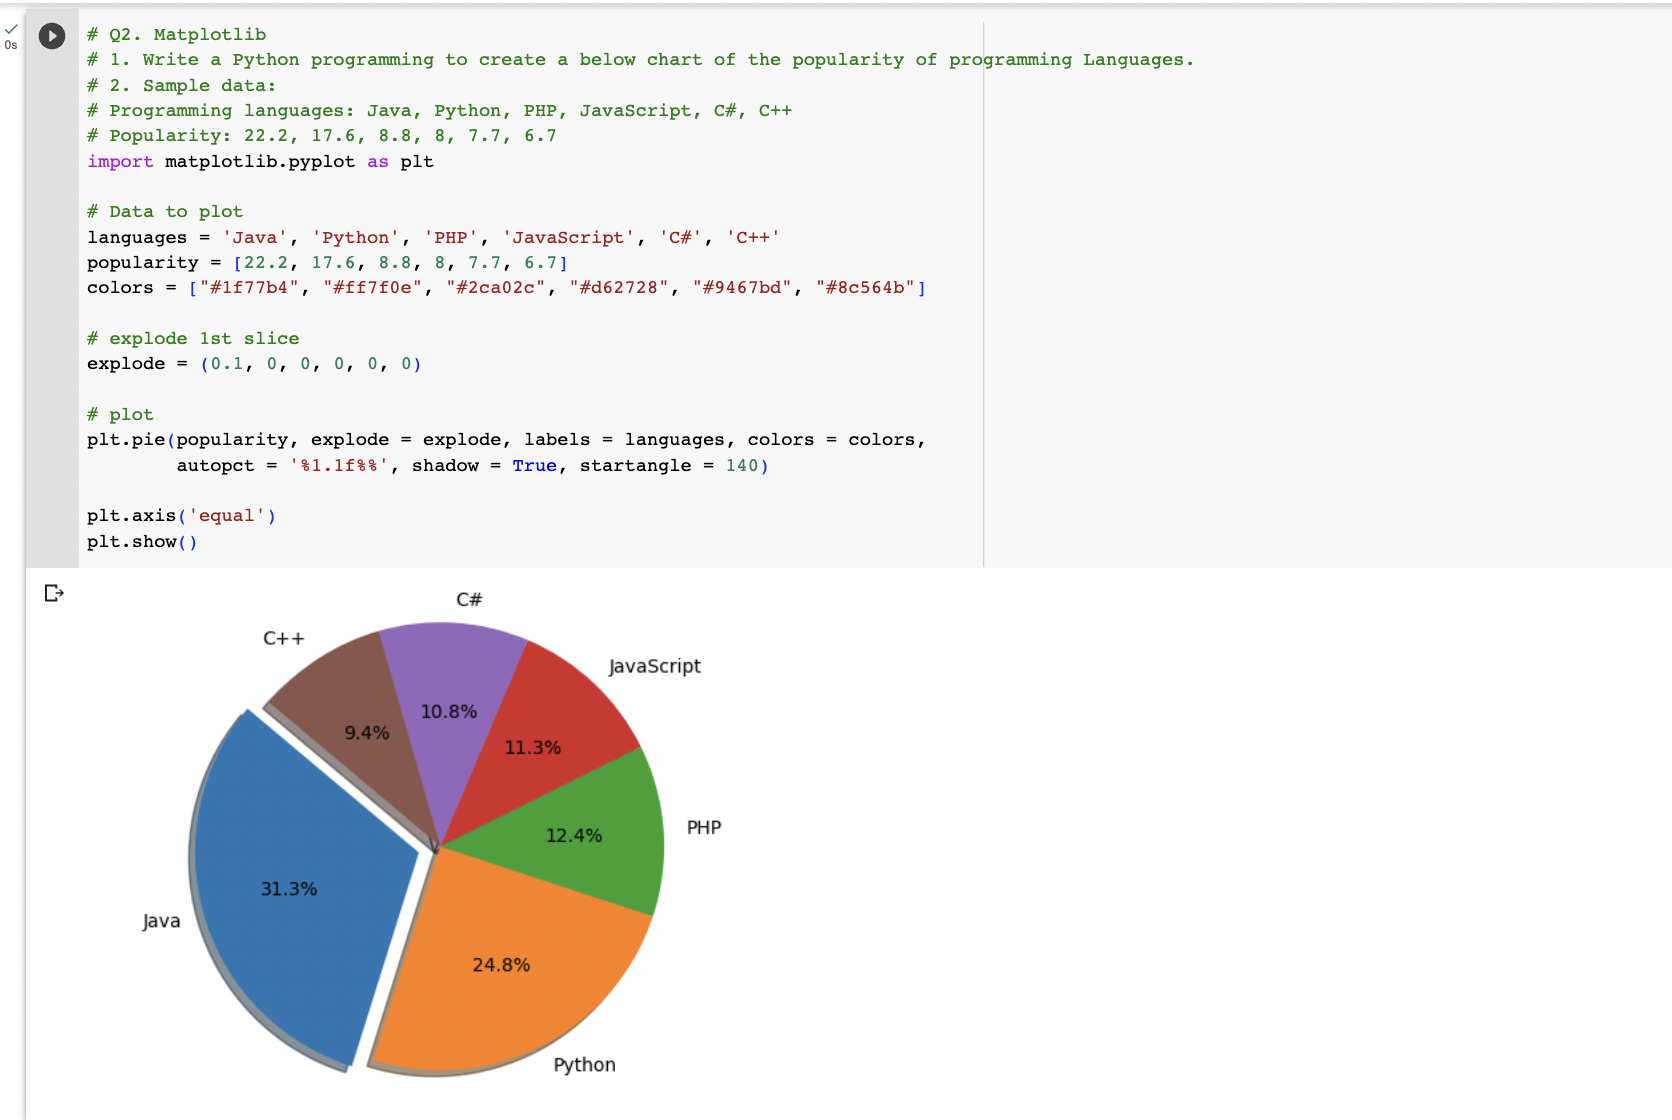 0s
# Q2. Matplotlib
# 1. Write a Python programming to create a below chart of the popularity of programming Languages.
# 2. Sample data:
# Programming languages: Java, Python, PHP, JavaScript, C#, C++
# Popularity: 22.2, 17.6, 8.8, 8, 7.7, 6.7
import matplotlib.pyplot as plt
# Data to plot
languages = 'Java', 'Python', 'PHP', 'JavaScript', 'C#', 'C++'
popularity = [22.2, 17.6, 8.8, 8, 7.7, 6.7]
colors = ["#1f77b4", "#ff7f0e", "#2ca02c", "#d62728", "#9467bd", "#8c564b"]
# explode 1st slice
explode = (0.1, 0, 0, 0, 0, 0)
# plot
plt.pie(popularity, explode = explode, labels = languages, colors = colors,
        autopct = '%1.1f%%', shadow = True, startangle = 140)
plt.axis('equal')
plt.show()
C#
C++
JavaScript
10.8%
9.4%
11.3%
PHP
12.4%
31.3%
Java
24.8%
Python